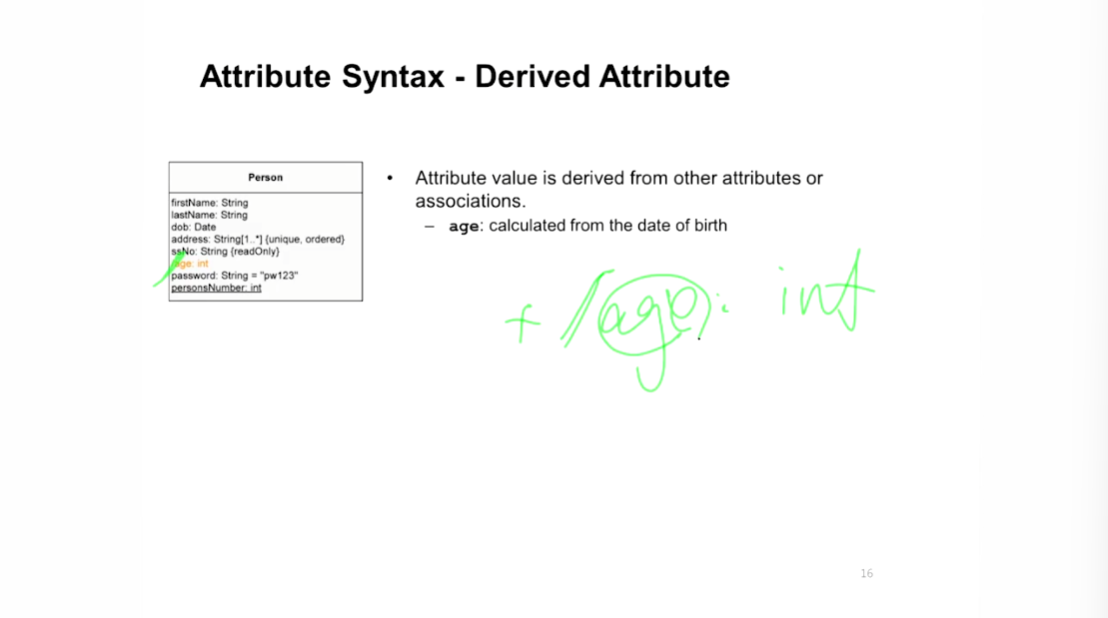 Attribute Syntax - Derived Attribute
Person
firstName: String
lastName: String
dob: Date
address: String[1..*] {unique, ordered}
ssNo: String {readOnly}
/age: int
password: String = "pw123"
personsNumber: int
• Attribute value is derived from other attributes or
associations.
– age: calculated from the date of birth
+ /age: int
16